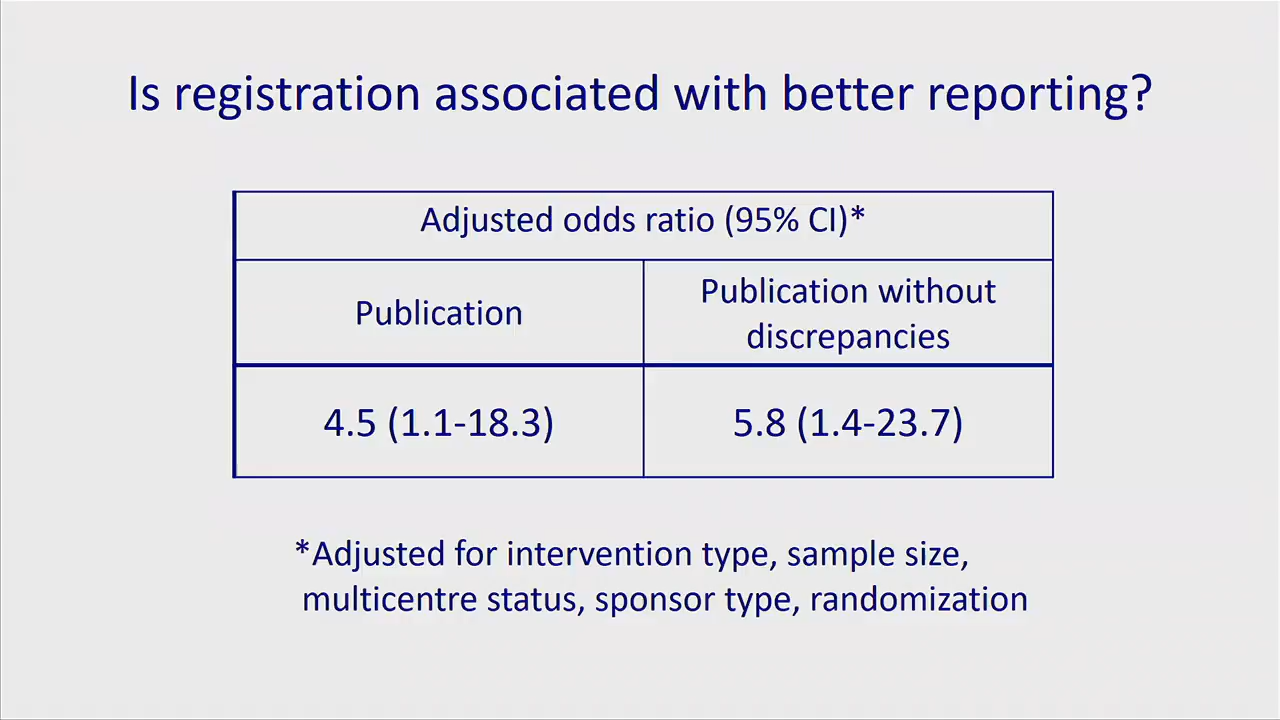 Is registration associated with better reporting?
Adjusted odds ratio (95% CI)*
Publication
Publication without
discrepancies
4.5 (1.1-18.3)
5.8 (1.4-23.7)
*Adjusted for intervention type, sample size,
multicentre status, sponsor type, randomization